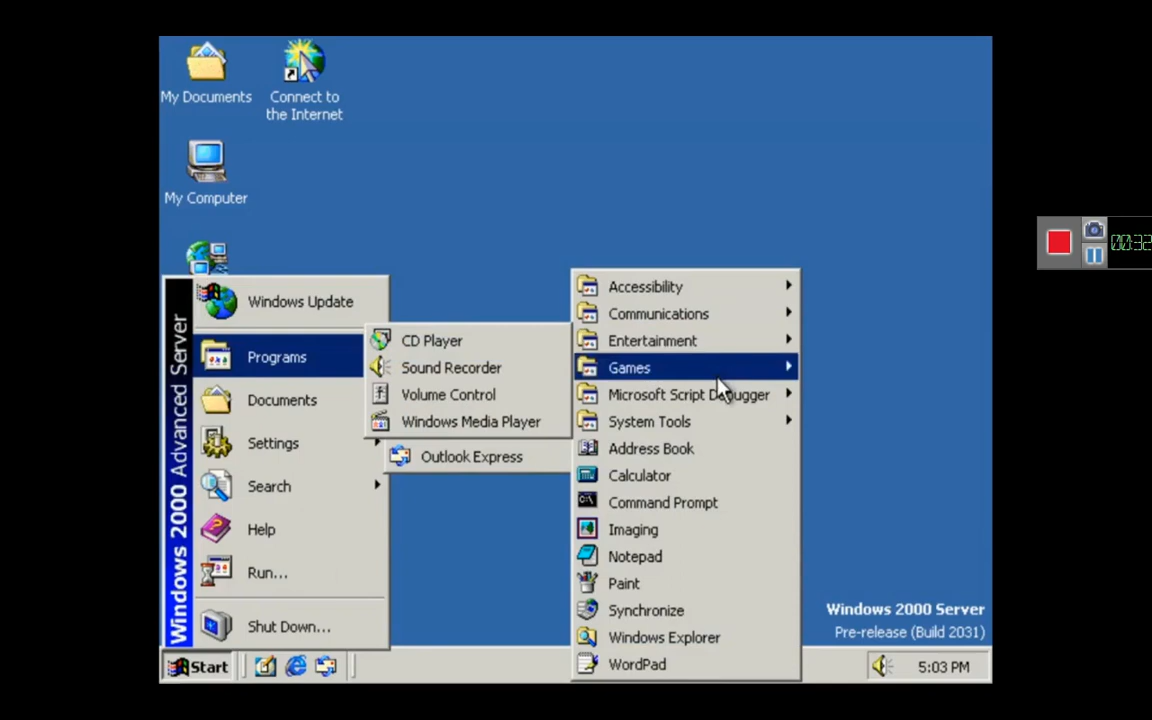 My Documents
Connect to
the Internet
My Computer
Windows 2000 Advanced Server
Windows Update
Programs
Documents
Settings
Search
Help
Run...
Shut Down...
CD Player
Sound Recorder
Volume Control
Windows Media Player
Outlook Express
Accessibility
Communications
Entertainment
Games
Microsoft Script Debugger
System Tools
Address Book
Calculator
Command Prompt
Imaging
Notepad
Paint
Synchronize
Windows Explorer
WordPad
Windows 2000 Server
Pre-release (Build 2031)
Start
5:03 PM
00:32